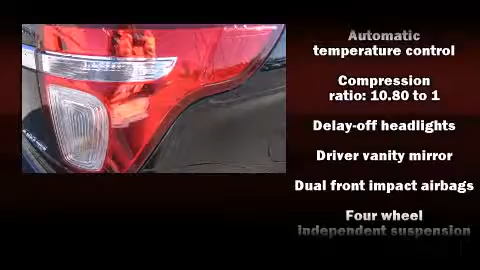 Automatic
temperature control
Compression
ratio: 10.80 to 1
Delay-off headlights
Driver vanity mirror
Dual front impact airbags
Four wheel
independent suspension